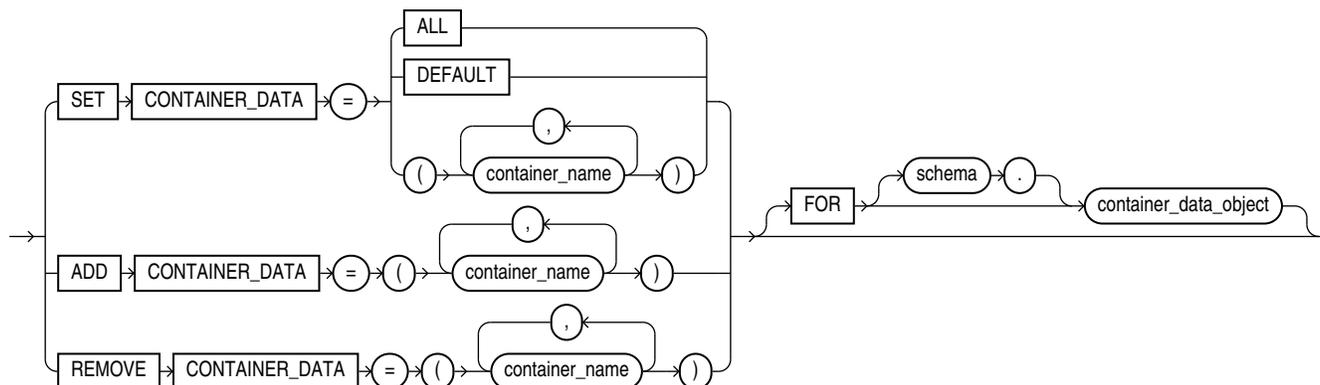 ALL
DEFAULT
SET CONTAINER_DATA =
,
( container_name )
schema .
FOR container_data_object
,
ADD CONTAINER_DATA = ( container_name )
,
REMOVE CONTAINER_DATA = ( container_name )